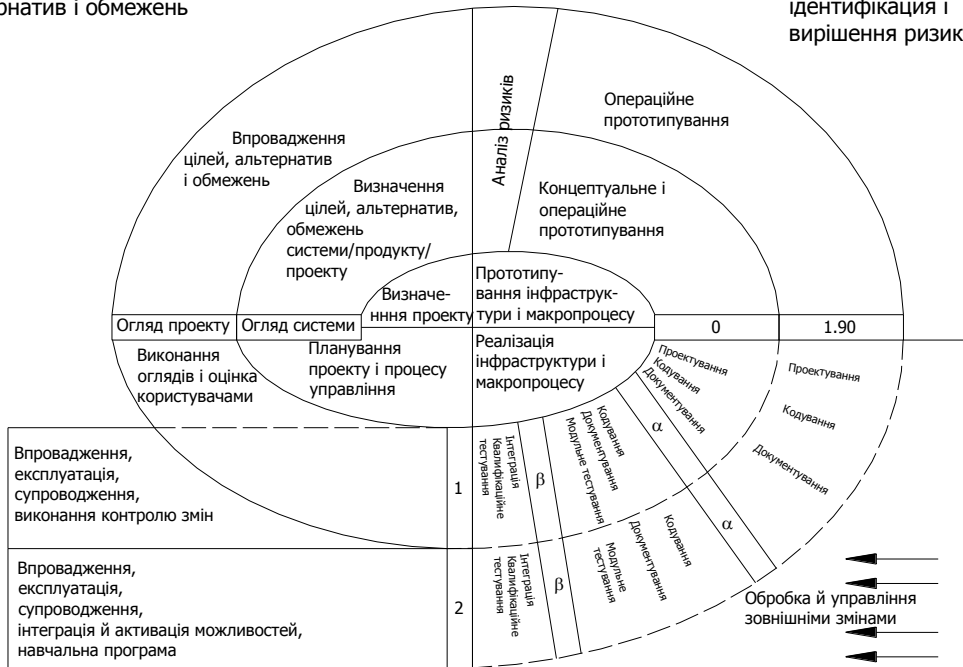 рнатив і обмежень
ідентифікація і
вирішення ризик
Аналіз ризиків
Операційне
прототипування
Впровадження
цілей, альтернатив
і обмежень
Визначення
цілей, альтернатив,
обмежень
системи/продукту/
проекту
Концептуальне і
операційне
прототипування
Визначе-
нння проекту
Прототипу-
вання інфраструк-
тури і макропроцесу
Огляд проекту
Огляд системи
0
1.90
Виконання
оглядів і оцінка
користувачами
Планування
проекту і процесу
управління
Реалізація
інфраструктури і
макропроцесу
Проектування
Кодування
Документування
Проектування
Кодування
Документування
Впровадження,
експлуатація,
супроводження,
виконання контролю змін
1
Інтеграція
Кваліфікаційне
тестування
β
Кодування
Документування
Модульне тестування
α
Впровадження,
експлуатація,
супроводження,
інтеграція й активація можливостей,
навчальна програма
2
Інтеграція
Кваліфікаційне
тестування
β
Модульне
тестування
Документування
Кодування
α
Обробка й управління
зовнішніми змінами